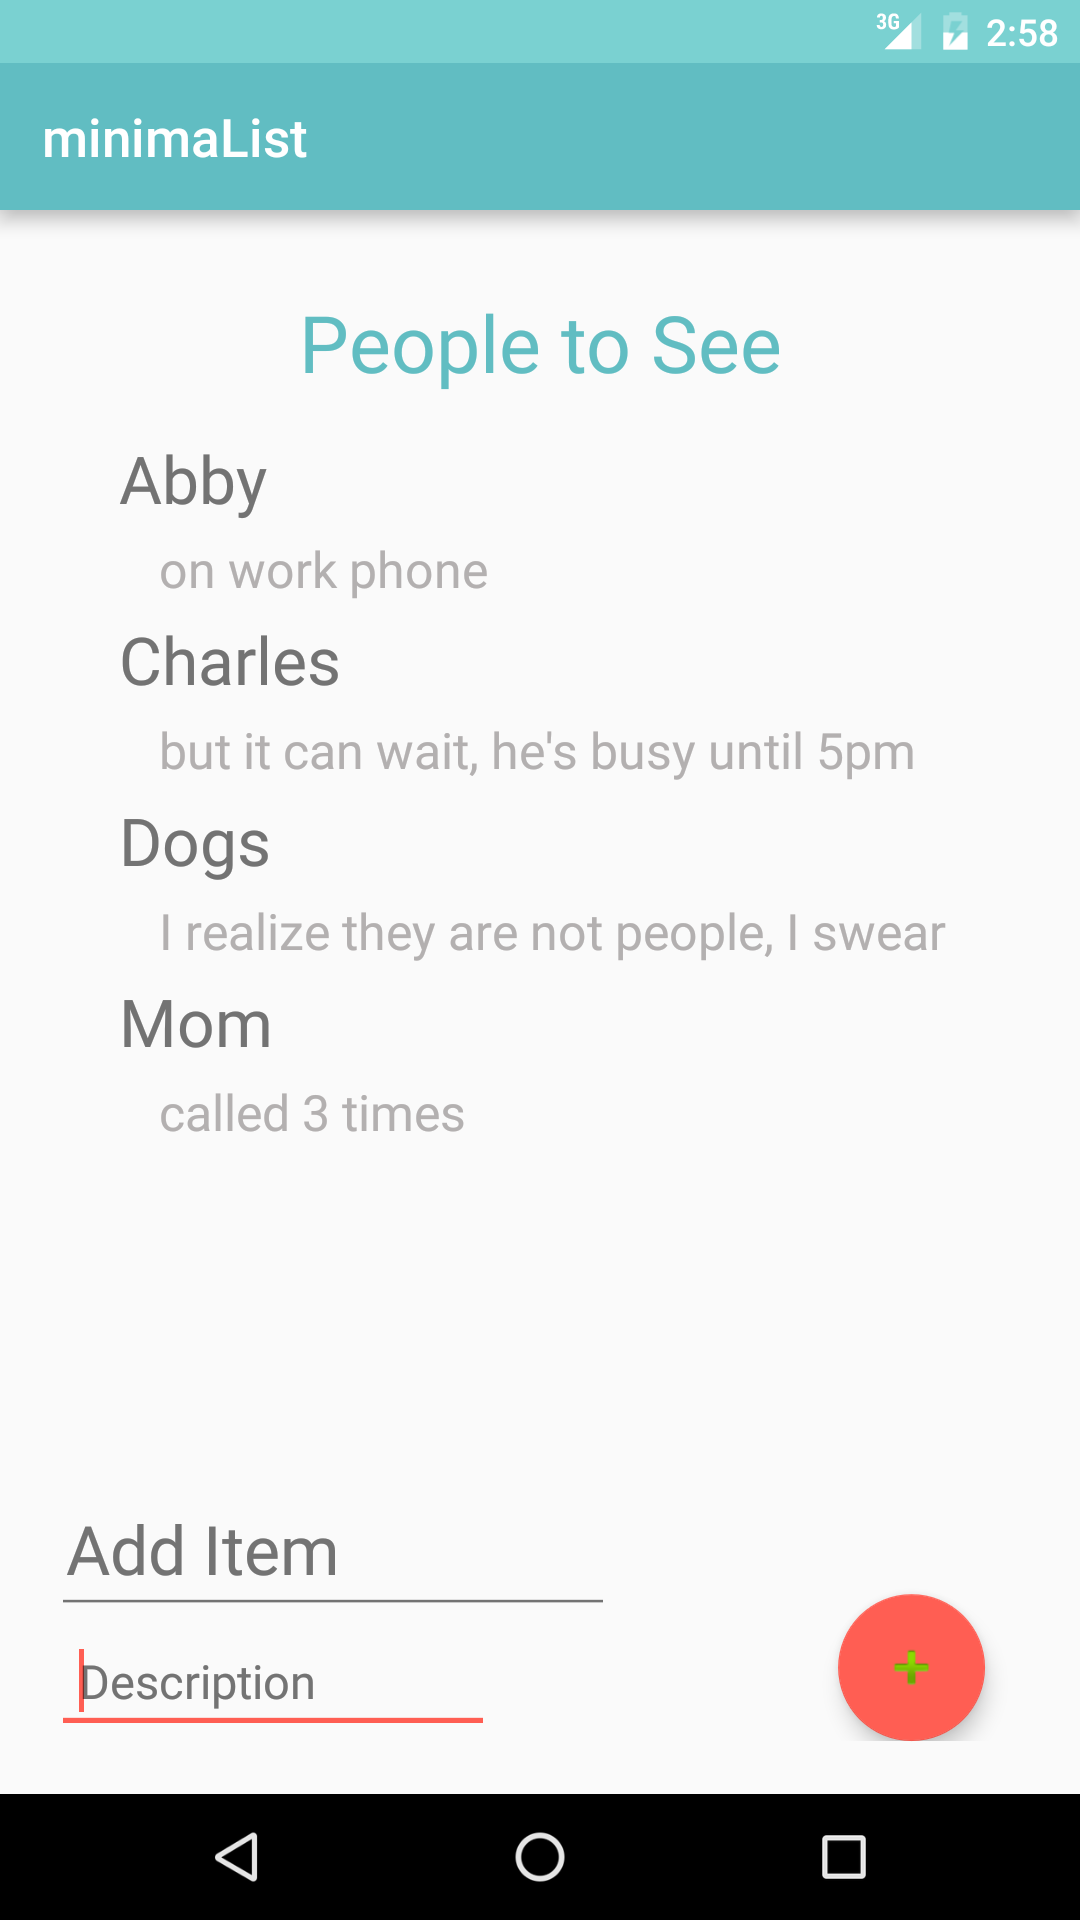 3G 2:58
minimaList
People to See
Abby
on work phone
Charles
but it can wait, he's busy until 5pm
Dogs
I realize they are not people, I swear
Mom
called 3 times
Add Item
Description